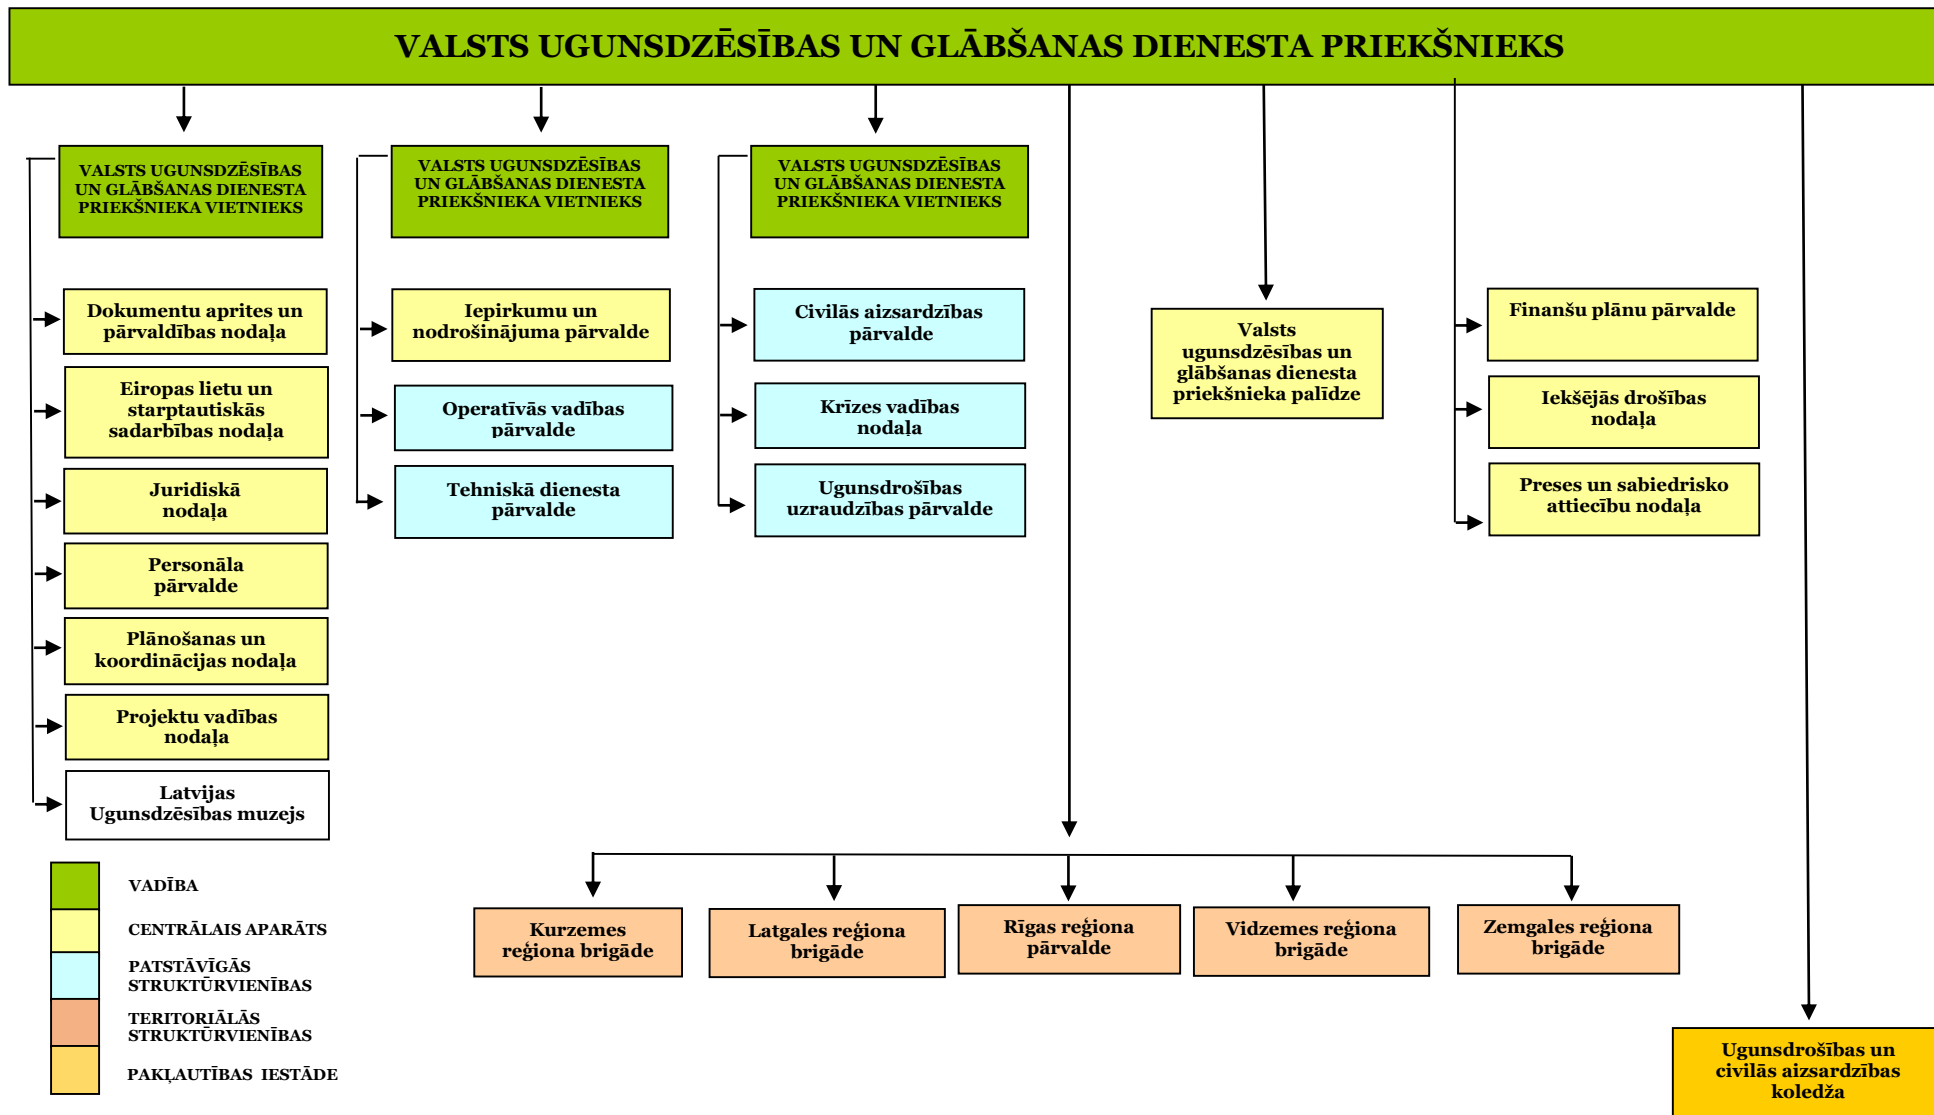 VALSTS UGUNSDZĒSĪBAS UN GLĀBŠANAS DIENESTA PRIEKŠNIEKS
VALSTS UGUNSDZĒSĪBAS
UN GLĀBŠANAS DIENESTA
PRIEKŠNIEKA VIETNIEKS
VALSTS UGUNSDZĒSĪBAS
UN GLĀBŠANAS DIENESTA
PRIEKŠNIEKA VIETNIEKS
VALSTS UGUNSDZĒSĪBAS
UN GLĀBŠANAS DIENESTA
PRIEKŠNIEKA VIETNIEKS
Dokumentu aprites un
pārvaldības nodaļa
Eiropas lietu un
starptautiskās
sadarbības nodaļa
Juridiskā
nodaļa
Personāla
pārvalde
Plānošanas un
koordinācijas nodaļa
Projektu vadības
nodaļa
Latvijas
Ugunsdzēsības muzejs
Iepirkumu un
nodrošinājuma pārvalde
Operatīvās vadības
pārvalde
Tehniskā dienesta
pārvalde
Civilās aizsardzības
pārvalde
Krīzes vadības
nodaļa
Ugunsdrošības
uzraudzības pārvalde
Valsts
ugunsdzēsības un
glābšanas dienesta
priekšnieka palīdze
Finanšu plānu pārvalde
Iekšējās drošības
nodaļa
Preses un sabiedrisko
attiecību nodaļa
Kurzemes
reģiona brigāde
Latgales reģiona
brigāde
Rīgas reģiona
pārvalde
Vidzemes reģiona
brigāde
Zemgales reģiona
brigāde
Ugunsdrošības un
civilās aizsardzības
koledža
VADĪBA
CENTRĀLAIS APARĀTS
PATSTĀVĪGĀS
STRUKTŪRVIENĪBAS
TERITORIĀLĀS
STRUKTŪRVIENĪBAS
PAKĻAUTĪBAS IESTĀDE